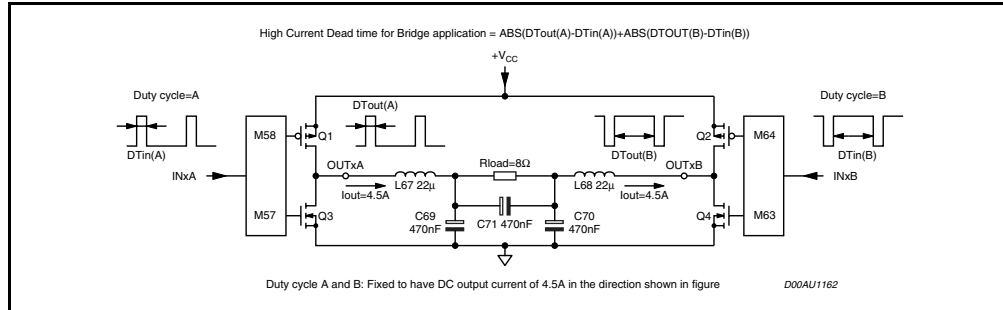 High Current Dead time for Bridge application = ABS(DTout(A)-DTin(A))+ABS(DTOUT(B)-DTin(B))
+VCC
Duty cycle=A
Duty cycle=B
DTout(A)
M58
Q1
Q2
M64
DTin(A)
DTout(B)
DTin(B)
OUTxA
Rload=8Ω
OUTxB
INxA
INxB
L67 22µ
L68 22µ
Iout=4.5A
Iout=4.5A
M57
Q3
Q4
M63
C69
470nF
C71 470nF
C70
470nF
Duty cycle A and B: Fixed to have DC output current of 4.5A in the direction shown in figure
D00AU1162